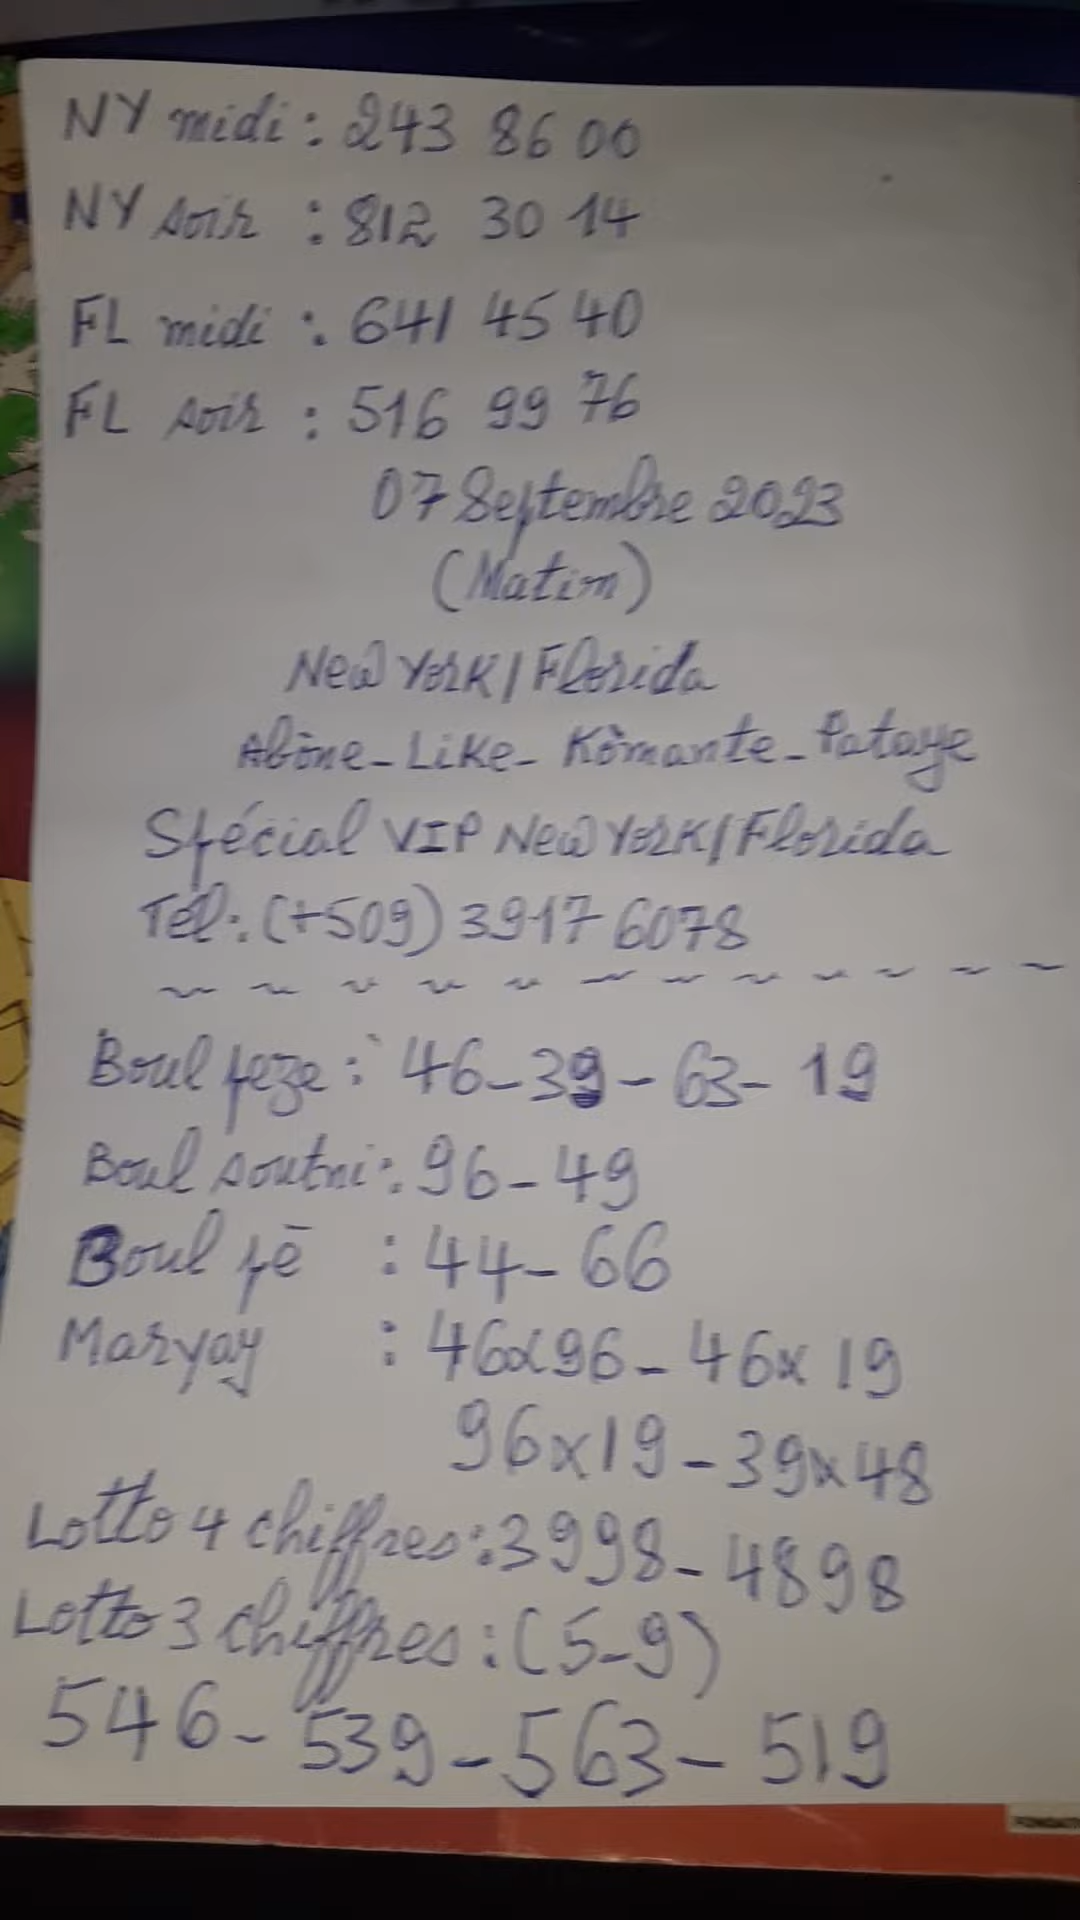 NY midi : 243 86 00
NY soir : 812 30 14
FL midi : 641 45 40
FL soir : 516 99 76
07 Septembre 2023
(Matin)
New York/Florida
Abòne-Like-Kòmante-Pataje
Spécial VIP New York/Florida
Tél : (+509) 3917 6078
Boul peze : 46-39-63-19
Boul soutni : 96-49
Boul pè : 44-66
Maryaj : 46x96-46x19
96x19-39x48
Lotto 4 chiffres : 3998-4898
Lotto 3 chiffres : (5-9)
546-539-563-519